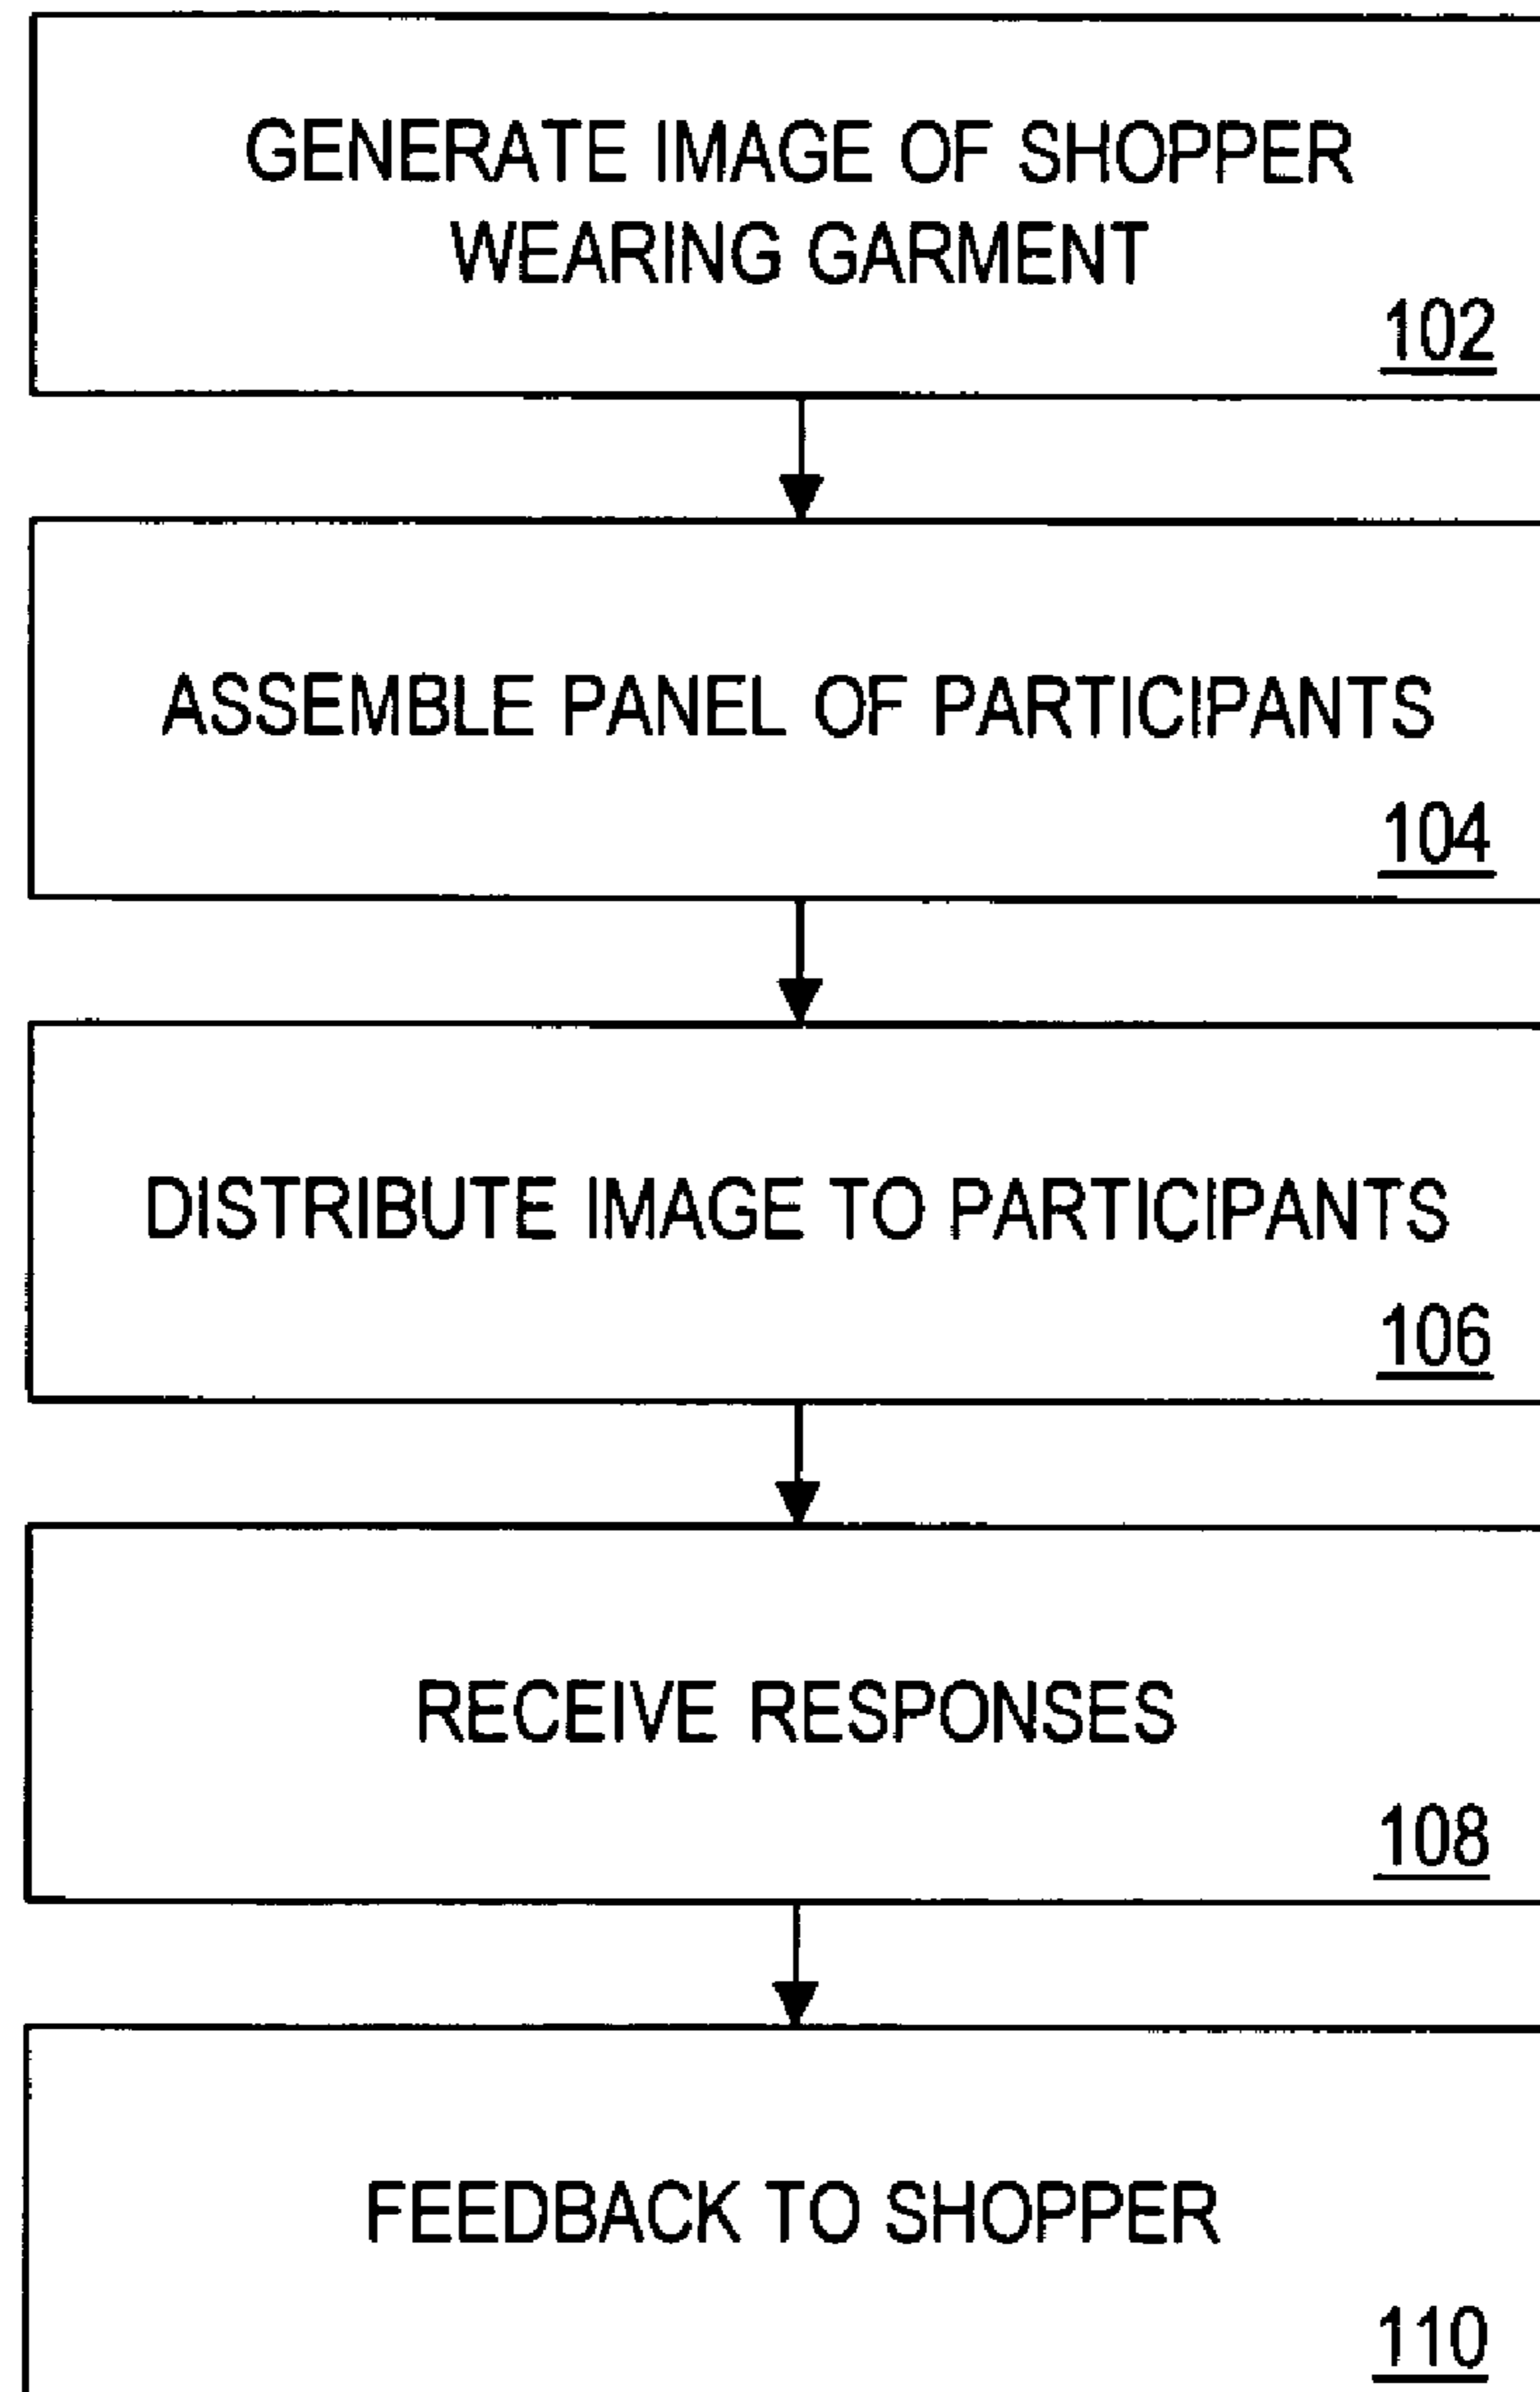 GENERATE IMAGE OF SHOPPER
WEARING GARMENT
102
ASSEMBLE PANEL OF PARTICIPANTS
104
DISTRIBUTE IMAGE TO PARTICIPANTS
106
RECEIVE RESPONSES
108
FEEDBACK TO SHOPPER
110